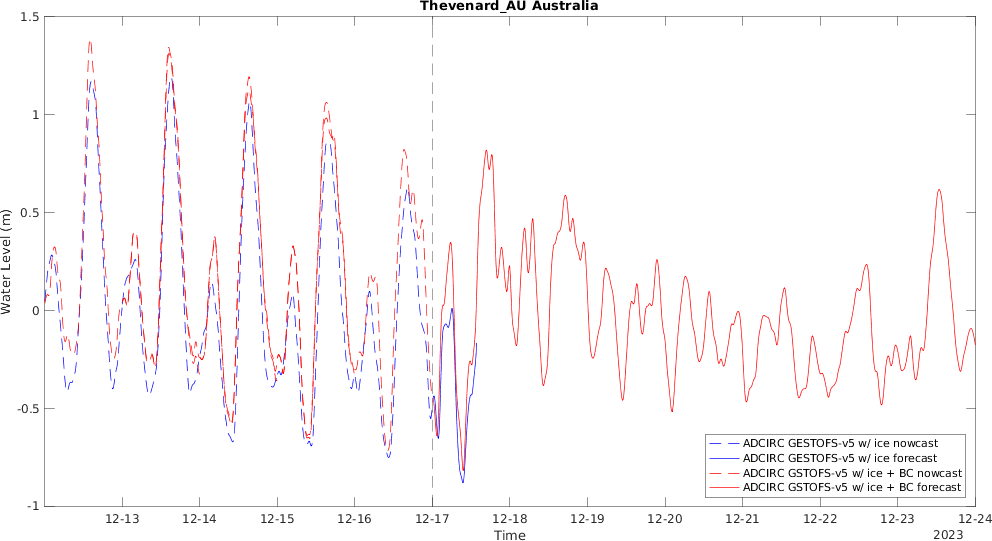 Thevenard_AU Australia
1.5
1
0.5
0
-0.5
-1
Water Level (m)
12-13 12-14 12-15 12-16 12-17 12-18 12-19 12-20 12-21 12-22 12-23 12-24
Time
2023
ADCIRC GESTOFS-v5 w/ ice nowcast
ADCIRC GESTOFS-v5 w/ ice forecast
ADCIRC GSTOFS-v5 w/ ice + BC nowcast
ADCIRC GSTOFS-v5 w/ ice + BC forecast